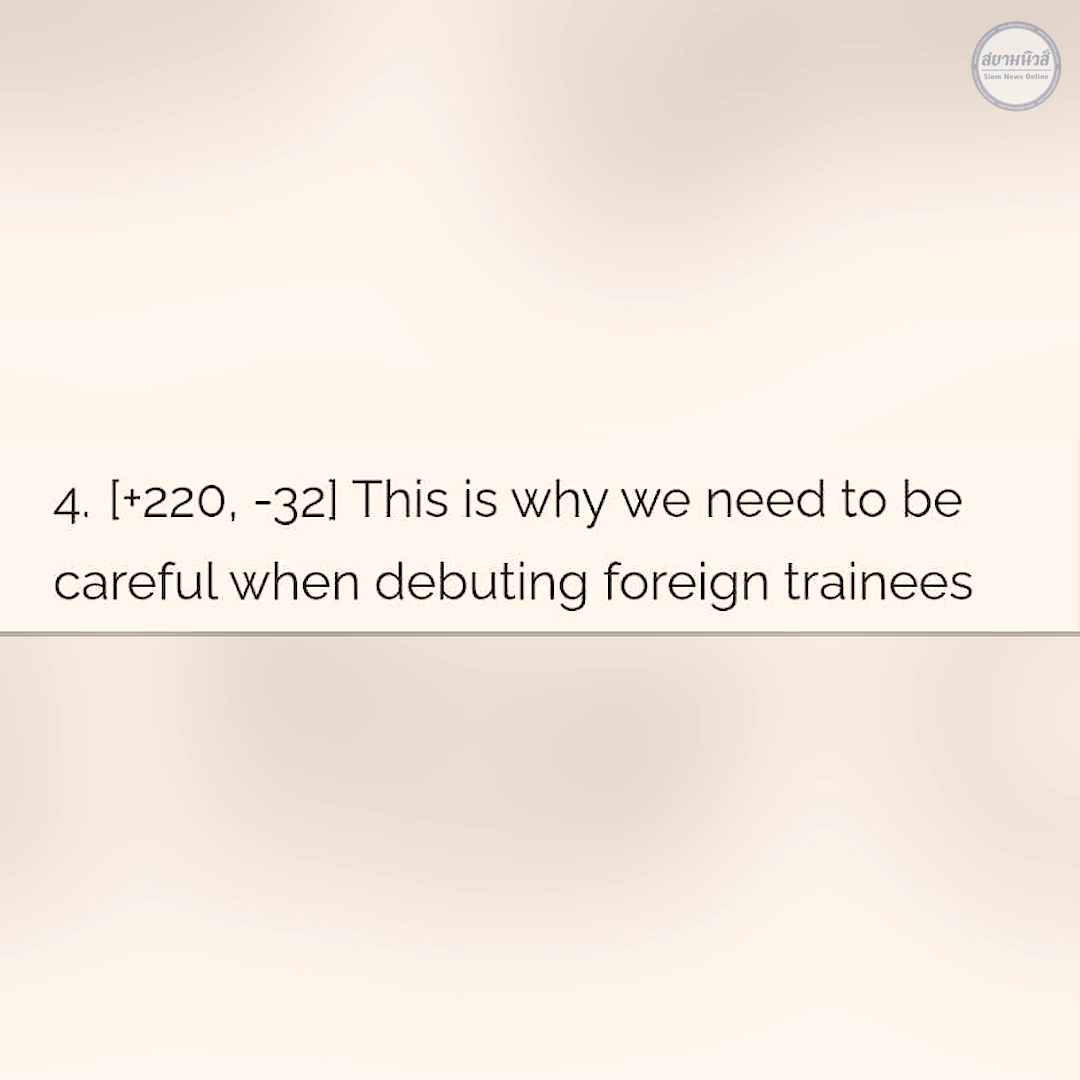 สยามนิวส์
Siam News Online
4. [+220, -32] This is why we need to be
careful when debuting foreign trainees